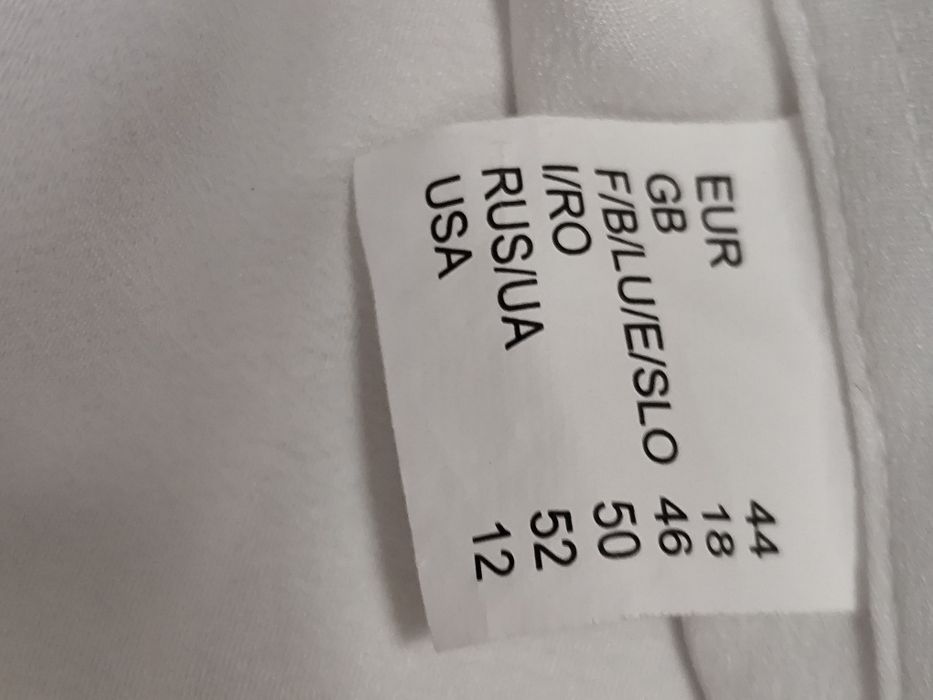 EUR 44
GB 18
F/B/LU/E/SLO 46
I/RO 50
RUS/UA 52
USA 12